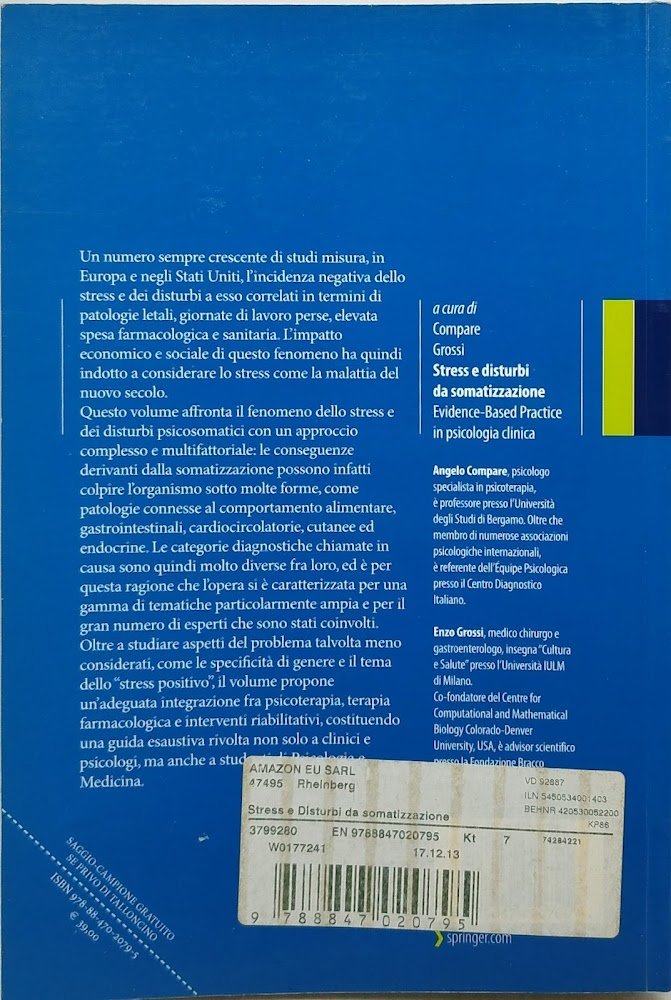 Un numero sempre crescente di studi misura, in
Europa e negli Stati Uniti, l'incidenza negativa dello
stress e dei disturbi a esso correlati in termini di
patologie letali, giornate di lavoro perse, elevata
spesa farmacologica e sanitaria. L'impatto
economico e sociale di questo fenomeno ha quindi
indotto a considerare lo stress come la malattia del
nuovo secolo.
Questo volume affronta il fenomeno dello stress e
dei disturbi psicosomatici con un approccio
complesso e multifattoriale: le conseguenze
derivanti dalla somatizzazione possono infatti
colpire l'organismo sotto molte forme, come
patologie connesse al comportamento alimentare,
gastrointestinali, cardiocircolatorie, cutanee ed
endocrine. Le categorie diagnostiche chiamate in
causa sono quindi molto diverse fra loro, ed è per
questa ragione che l'opera si è caratterizzata per una
gamma di tematiche particolarmente ampia e per il
gran numero di esperti che sono stati coinvolti.
Oltre a studiare aspetti del problema talvolta meno
considerati, come le specificità di genere e il tema
dello "stress positivo", il volume propone
un'adeguata integrazione fra psicoterapia, terapia
farmacologica e interventi riabilitativi, costituendo
una guida esaustiva rivolta non solo a clinici e
psicologi, ma anche a studenti di Psicologia e
Medicina.
a cura di
Compare
Grossi
Stress e disturbi
da somatizzazione
Evidence-Based Practice
in psicologia clinica
Angelo Compare, psicologo
specialista in psicoterapia,
è professore presso l'Università
degli Studi di Bergamo. Oltre che
membro di numerose associazioni
psicologiche internazionali,
è referente dell'Équipe Psicologica
presso il Centro Diagnostico
Italiano.
Enzo Grossi, medico chirurgo e
gastroenterologo, insegna "Cultura
e Salute" presso l'Università IULM
di Milano.
Co-fondatore del Centre for
Computational and Mathematical
Biology Colorado-Denver
University, USA, è advisor scientifico
presso la Fondazione Bracco
AMAZON EU SARL
47495 Rheinberg
VD 92887
ILN 5450534001403
BEHNR 420530052200
KP86
Stress e Disturbi da somatizzazione
3799280 EN 9788847020795 Kt 7 74284221
W0177241 17.12.13
9 788847 020795
springer.com
SAGGIO-CAMPIONE GRATUITO
SE PRIVO DI TALLONCINO
ISBN 978-88-470-2079-5
€ 39,00